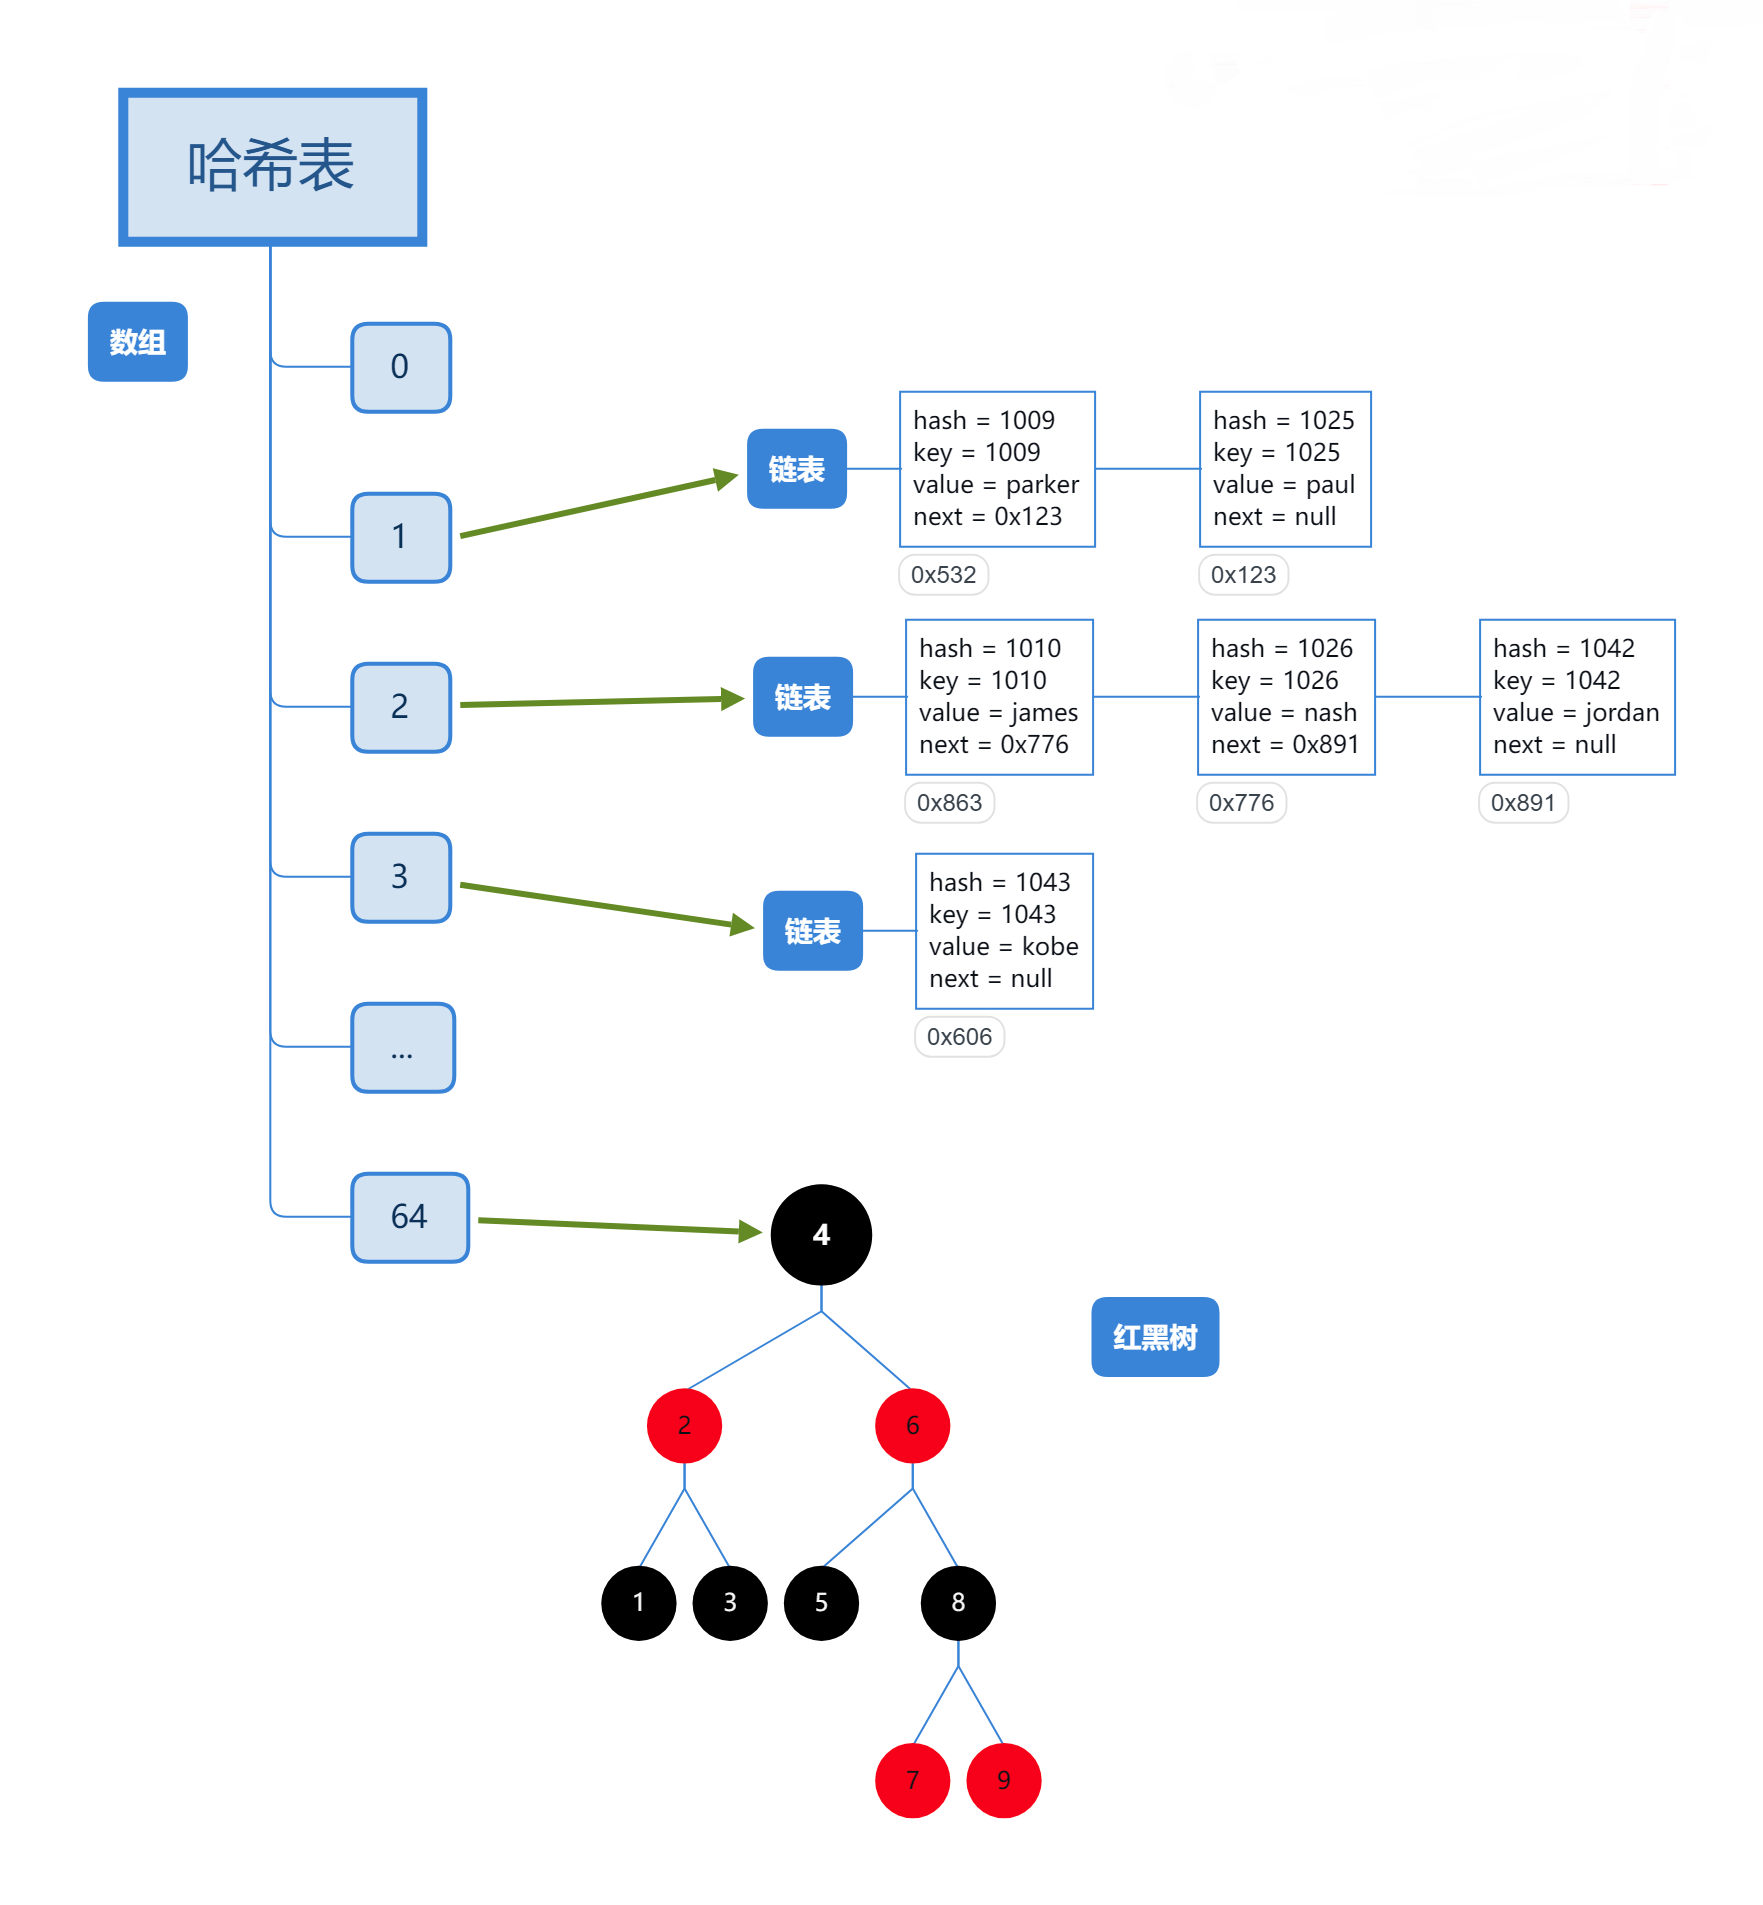 哈希表
数组
0
1
链表
hash = 1009
key = 1009
value = parker
next = 0x123
0x532
hash = 1025
key = 1025
value = paul
next = null
0x123
2
链表
hash = 1010
key = 1010
value = james
next = 0x776
0x863
hash = 1026
key = 1026
value = nash
next = 0x891
0x776
hash = 1042
key = 1042
value = jordan
next = null
0x891
3
链表
hash = 1043
key = 1043
value = kobe
next = null
0x606
...
64
4
红黑树
2
6
1
3
5
8
7
9